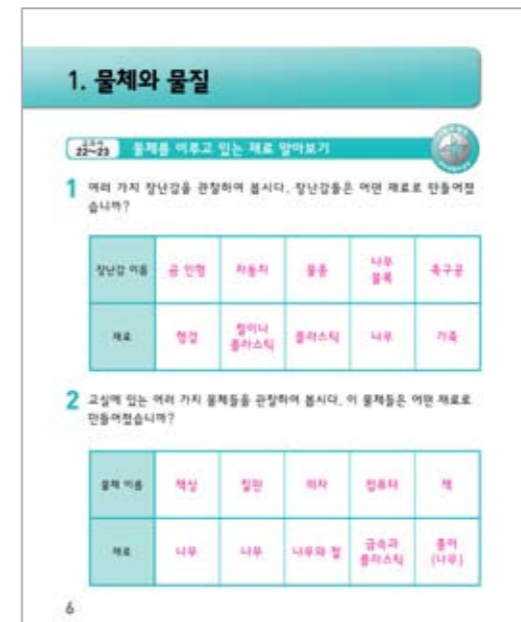 1. 물체와 물질
교과서
22~23 물체를 이루고 있는 재료 알아보기
1 여러 가지 장난감을 관찰하여 봅시다. 장난감들은 어떤 재료로 만들어졌
습니까?
장난감 이름 곰 인형 자동차 물총 나무 블록 축구공
재료 헝겊 철이나 플라스틱 플라스틱 나무 가죽
2 교실에 있는 여러 가지 물체들을 관찰하여 봅시다. 이 물체들은 어떤 재료로
만들어졌습니까?
물체 이름 책상 칠판 의자 컴퓨터 책
재료 나무 나무 나무와 철 금속과 플라스틱 종이 (나무)
6